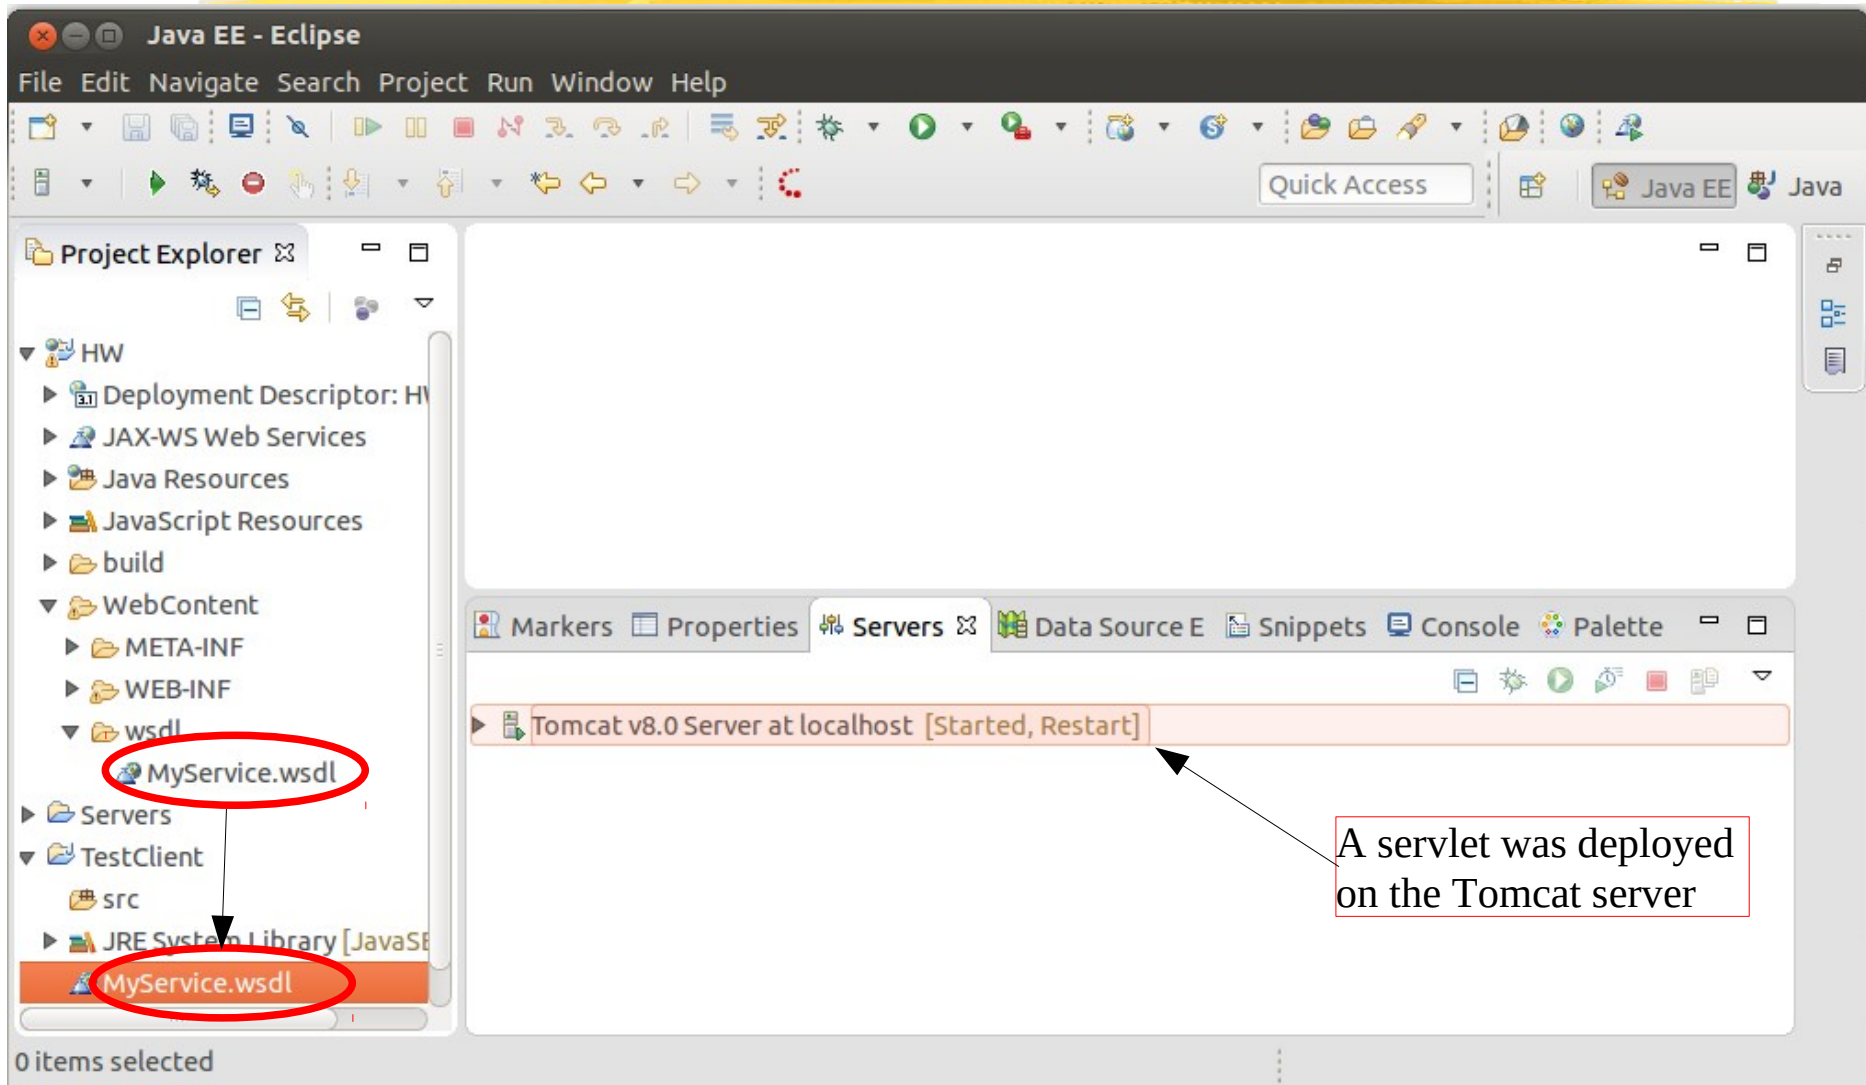 Java EE - Eclipse
File Edit Navigate Search Project Run Window Help
Quick Access
Java EE
Java
Project Explorer
HW
Deployment Descriptor: HW
JAX-WS Web Services
Java Resources
JavaScript Resources
build
WebContent
META-INF
WEB-INF
wsdl
MyService.wsdl
Servers
TestClient
src
JRE System Library [JavaSE
MyService.wsdl
Markers Properties Servers Data Source E Snippets Console Palette
Tomcat v8.0 Server at localhost [Started, Restart]
A servlet was deployed
on the Tomcat server
0 items selected